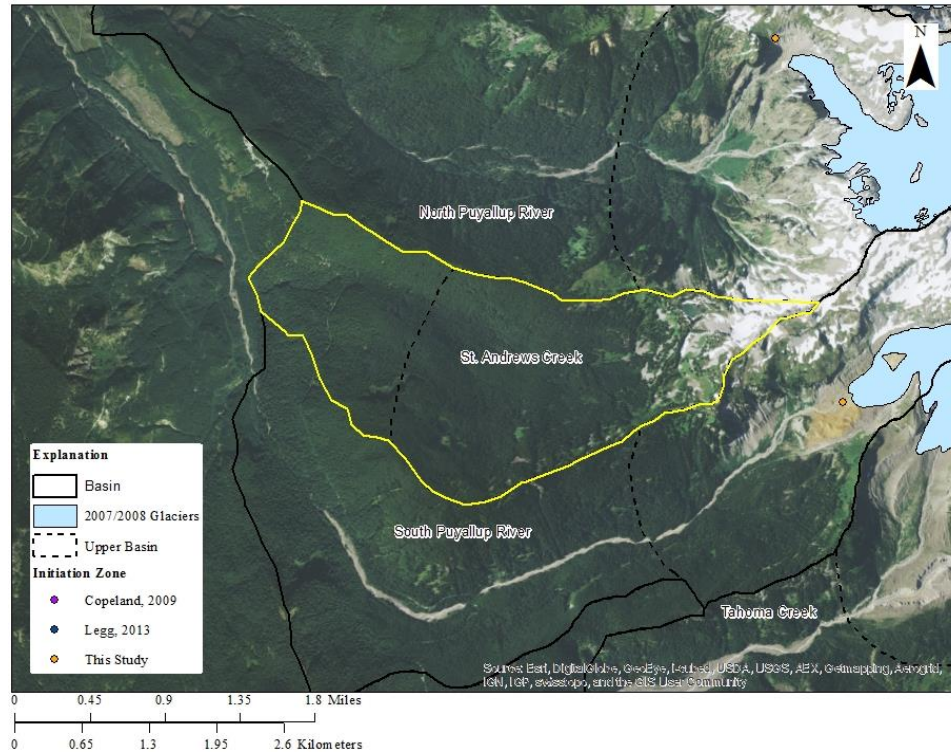 N
North Puyallup River
St. Andrews Creek
South Puyallup River
Tahoma Creek
Explanation
Basin
2007/2008 Glaciers
Upper Basin
Initiation Zone
Copeland, 2009
Legg, 2013
This Study
Source: Esri, DigitalGlobe, GeoEye, i-cubed, USDA, USGS, AEX, Getmapping, Aerogrid,
IGN, IGP, swisstopo, and the GIS User Community
0 0.45 0.9 1.35 1.8 Miles
0 0.65 1.3 1.95 2.6 Kilometers